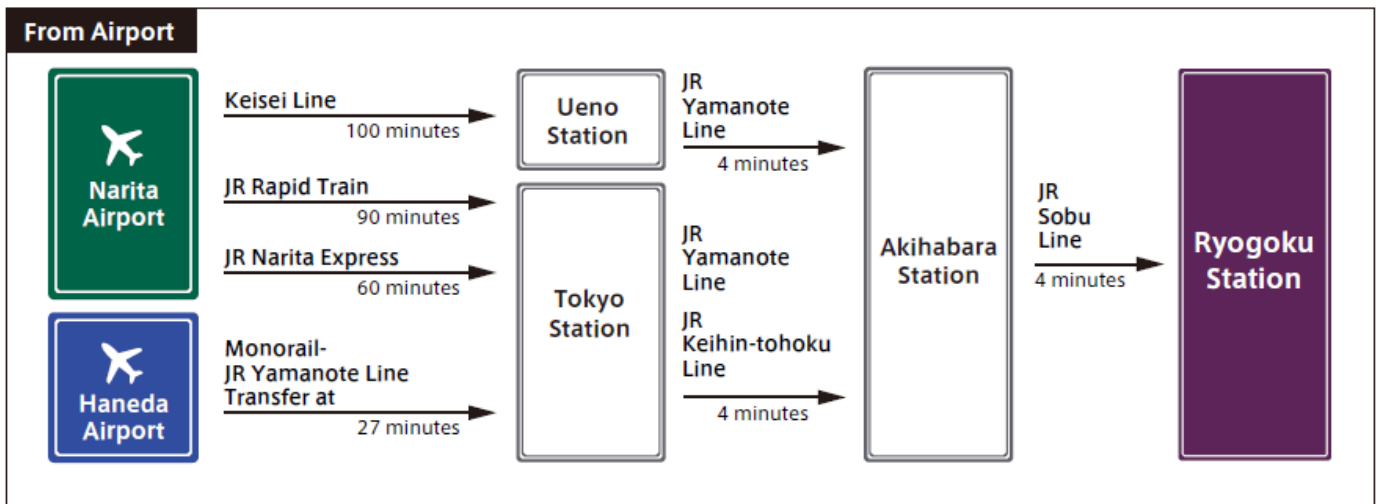 From Airport
Narita
Airport
Keisei Line
100 minutes
JR Rapid Train
90 minutes
JR Narita Express
60 minutes
Haneda
Airport
Monorail-
JR Yamanote Line
Transfer at
27 minutes
Ueno
Station
Tokyo
Station
JR
Yamanote
Line
4 minutes
JR
Yamanote
Line
JR
Keihin-tohoku
Line
4 minutes
Akihabara
Station
JR
Sobu
Line
4 minutes
Ryogoku
Station